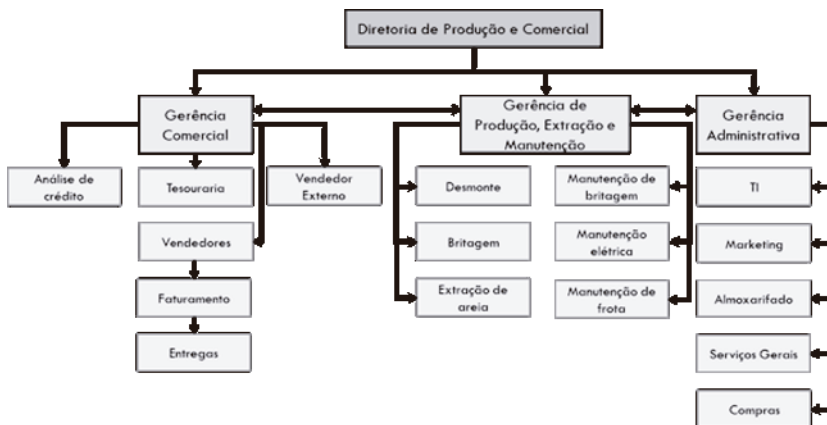 Diretoria de Produção e Comercial
Gerência
Comercial
Gerência de
Produção, Extração e
Manutenção
Gerência
Administrativa
Análise de
crédito
Tesouraria
Vendedor
Externo
Desmonte
Manutenção de
britagem
TI
Vendedores
Britagem
Manutenção
elétrica
Marketing
Faturamento
Extração de
areia
Manutenção de
frota
Almoxarifado
Entregas
Serviços Gerais
Compras